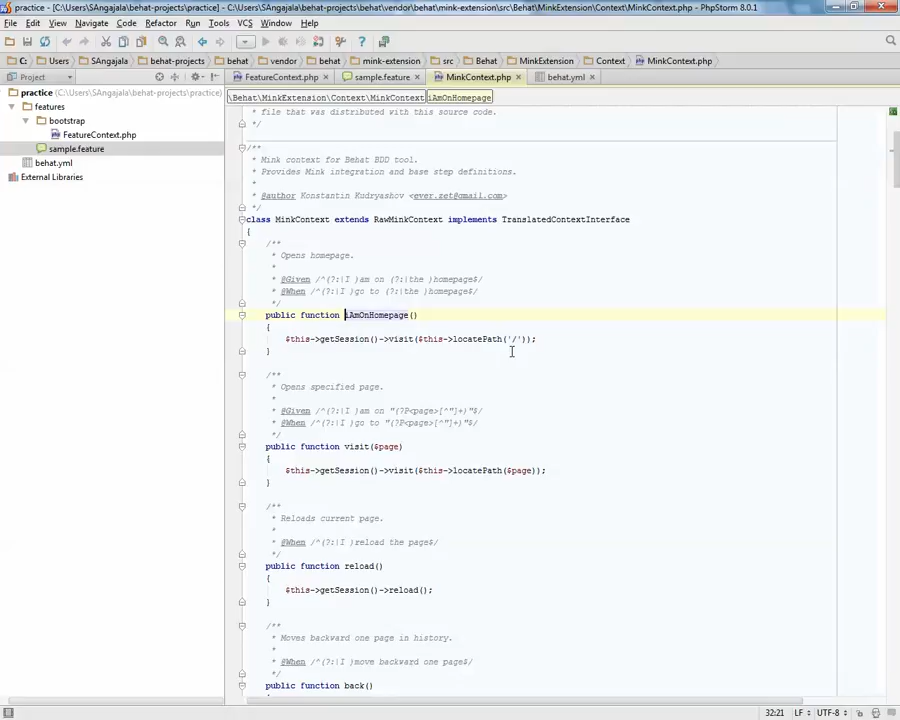 practice - [C:\Users\SAngajala\behat-projects\practice] - C:\Users\SAngajala\behat-projects\behat\vendor\behat\mink-extension\src\Behat\MinkExtension\Context\MinkContext.php - PhpStorm 8.0.1
File Edit View Navigate Code Refactor Run Tools VCS Window Help
C: Users SAngajala behat-projects behat vendor behat mink-extension src Behat MinkExtension Context MinkContext.php
Project FeatureContext.php sample.feature MinkContext.php behat.yml
practice (C:\Users\SAngajala\behat-projects\practice)
features
bootstrap
FeatureContext.php
sample.feature
behat.yml
External Libraries
\Behat\MinkExtension\Context\MinkContext iAmOnHomepage
* file that was distributed with this source code.
*/
/**
* Mink context for Behat BDD tool.
* Provides Mink integration and base step definitions.
*
* @author Konstantin Kudryashov <ever.zet@gmail.com>
*/
class MinkContext extends RawMinkContext implements TranslatedContextInterface
{
/**
* Opens homepage.
*
* @Given /^(?:|I )am on (?:|the )homepage$/
* @When /^(?:|I )go to (?:|the )homepage$/
*/
public function iAmOnHomepage()
{
$this->getSession()->visit($this->locatePath('/'));
}
/**
* Opens specified page.
*
* @Given /^(?:|I )am on "(?P<page>[^"]+)"$/
* @When /^(?:|I )go to "(?P<page>[^"]+)"$/
*/
public function visit($page)
{
$this->getSession()->visit($this->locatePath($page));
}
/**
* Reloads current page.
*
* @When /^(?:|I )reload the page$/
*/
public function reload()
{
$this->getSession()->reload();
}
/**
* Moves backward one page in history.
*
* @When /^(?:|I )move backward one page$/
*/
public function back()
32:21 LF UTF-8